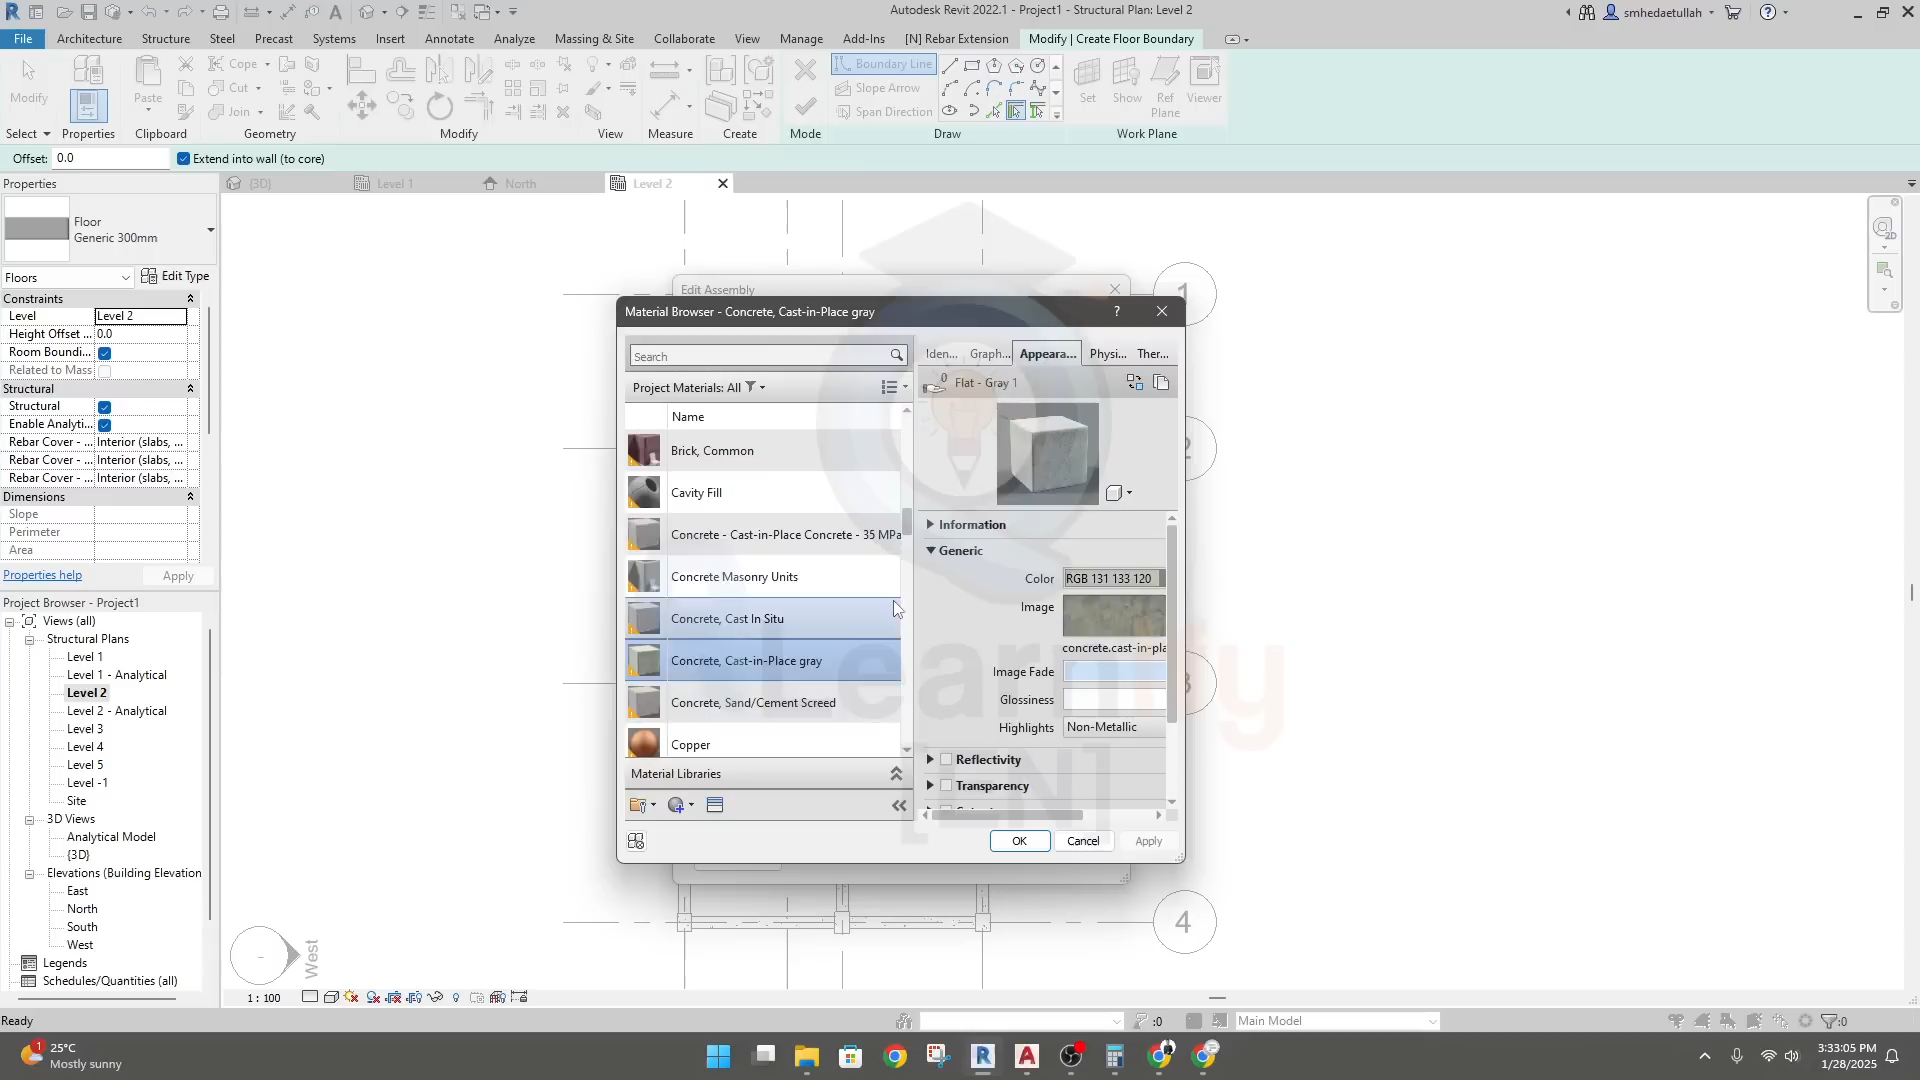 Autodesk Revit 2022.1 - Project1 - Structural Plan: Level 2
smhedaetullah
File
Architecture
Structure
Steel
Precast
Systems
Insert
Annotate
Analyze
Massing & Site
Collaborate
View
Manage
Add-Ins
[N] Rebar Extension
Modify | Create Floor Boundary
Modify
Paste
Cope
Cut
Join
Boundary Line
Slope Arrow
Span Direction
Set
Show
Ref
Plane
Viewer
Select
Properties
Clipboard
Geometry
Modify
View
Measure
Create
Mode
Draw
Work Plane
Offset: 0.0
Extend into wall (to core)
Properties
{3D}
Level 1
North
Level 2
Floor
Generic 300mm
Floors
Edit Type
Constraints
Level
Level 2
Height Offset ...
0.0
Room Boundi...
Related to Mass
Structural
Structural
Enable Analyti...
Rebar Cover - ... Interior (slabs, ...
Rebar Cover - ... Interior (slabs, ...
Rebar Cover - ... Interior (slabs, ...
Dimensions
Slope
Perimeter
Area
Properties help
Apply
Project Browser - Project1
Views (all)
Structural Plans
Level 1
Level 1 - Analytical
Level 2
Level 2 - Analytical
Level 3
Level 4
Level 5
Level -1
Site
3D Views
Analytical Model
{3D}
Elevations (Building Elevation
East
North
South
West
Legends
Schedules/Quantities (all)
Edit Assembly
Material Browser - Concrete, Cast-in-Place gray
?
Search
Project Materials: All
Name
Brick, Common
Cavity Fill
Concrete - Cast-in-Place Concrete - 35 MPa
Concrete Masonry Units
Concrete, Cast In Situ
Concrete, Cast-in-Place gray
Concrete, Sand/Cement Screed
Copper
Material Libraries
Iden...
Graph...
Appeara...
Physi...
Ther...
0
Flat - Gray 1
Information
Generic
Color
RGB 131 133 120
Image
concrete.cast-in-pla
Image Fade
Glossiness
Highlights
Non-Metallic
Reflectivity
Transparency
OK
Cancel
Apply
1
2
3
4
Learnify
[EN]
West
2D
1 : 100
Ready
:0
Main Model
:0
1
25°C
Mostly sunny
3:33:05 PM
1/28/2025